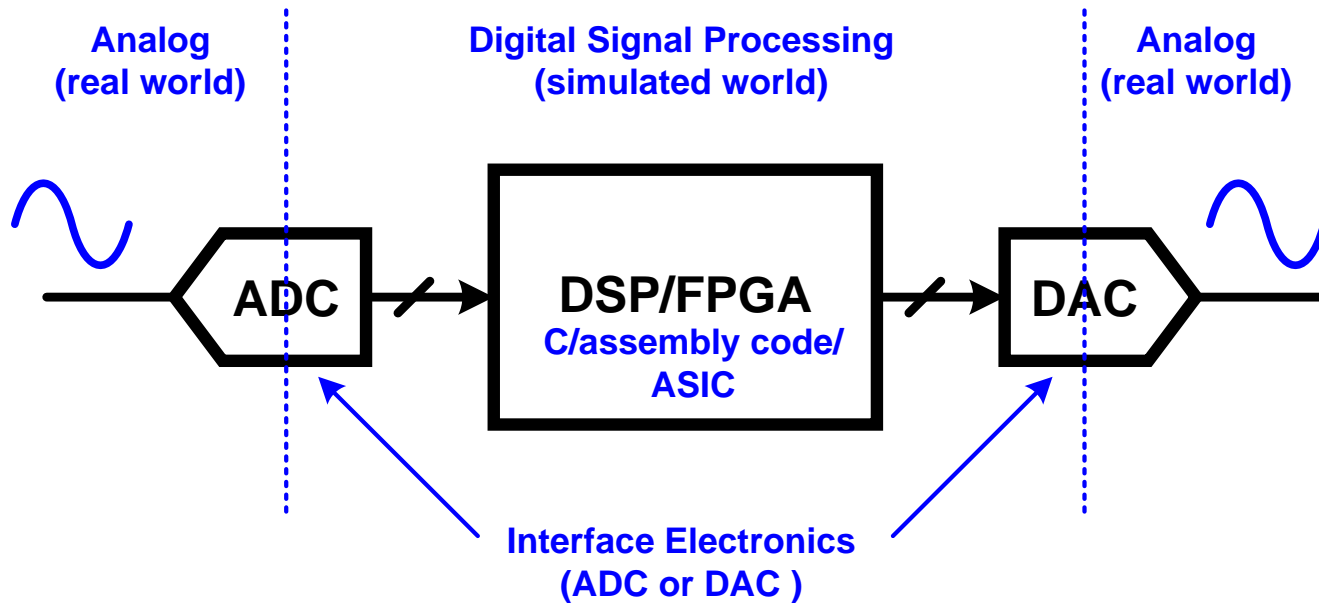 Analog
(real world)
Digital Signal Processing
(simulated world)
Analog
(real world)
ADC
DSP/FPGA
C/assembly code/
ASIC
DAC
Interface Electronics
(ADC or DAC )